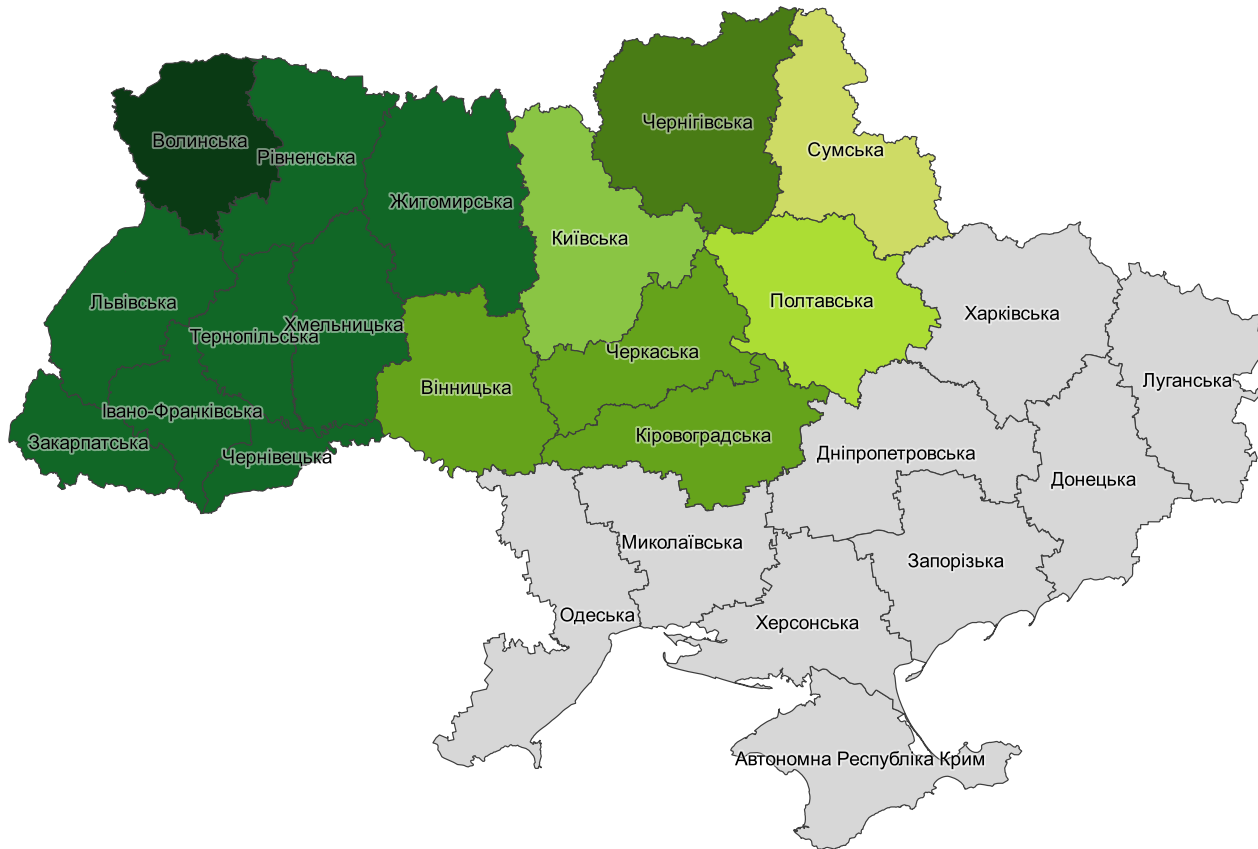 Чернігівська
Волинська
Сумська
Рівненська
Житомирська
Київська
Львівська
Полтавська
Харківська
Хмельницька
Тернопільська
Черкаська
Луганська
Вінницька
Івано-Франківська
Кіровоградська
Закарпатська
Чернівецька
Дніпропетровська
Донецька
Миколаївська
Запорізька
Одеська
Херсонська
Автономна Республіка Крим